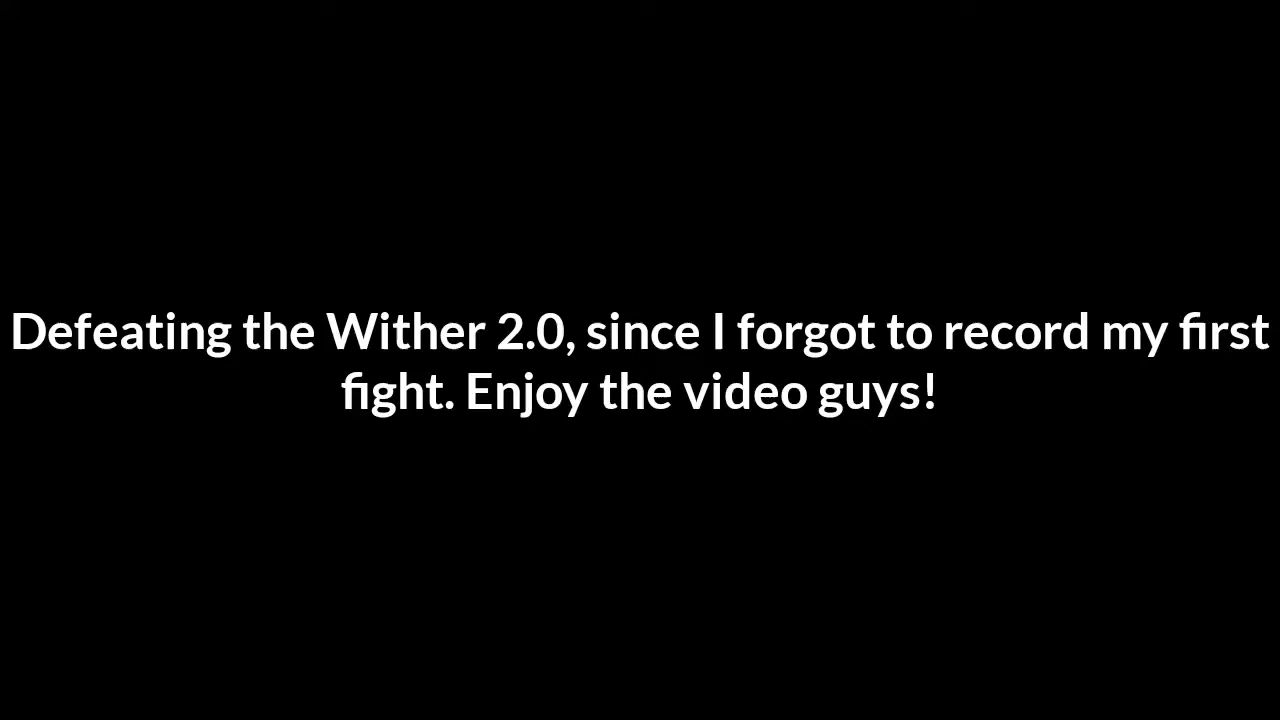 Defeating the Wither 2.0, since I forgot to record my first
fight. Enjoy the video guys!